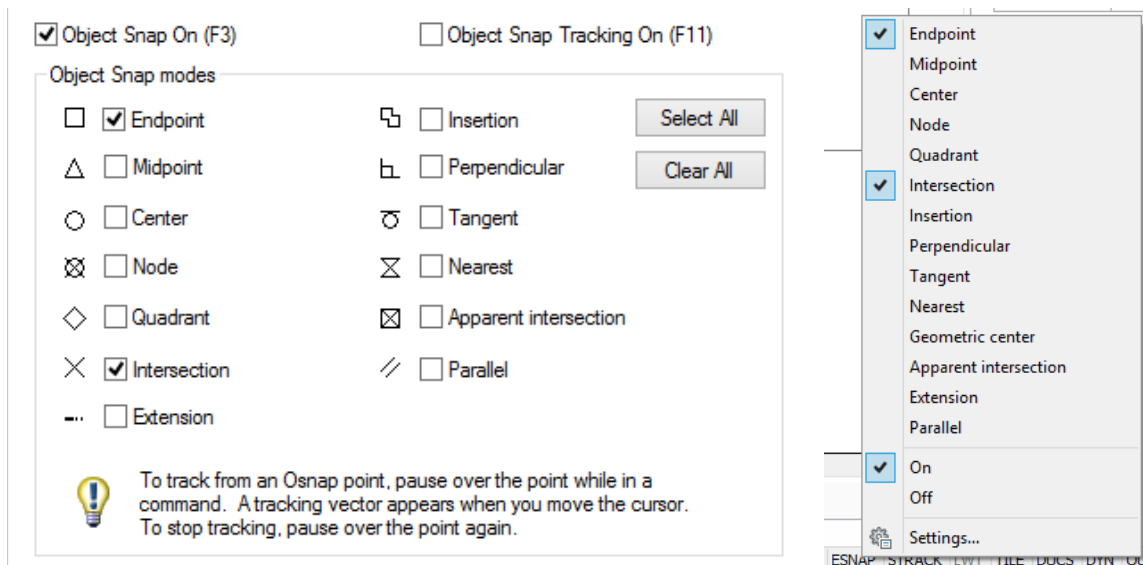 Object Snap On (F3)
Object Snap Tracking On (F11)
Object Snap modes
Endpoint
Insertion
Select All
Midpoint
Perpendicular
Clear All
Center
Tangent
Node
Nearest
Quadrant
Apparent intersection
Intersection
Parallel
Extension
To track from an Osnap point, pause over the point while in a
command. A tracking vector appears when you move the cursor.
To stop tracking, pause over the point again.
Endpoint
Midpoint
Center
Node
Quadrant
Intersection
Insertion
Perpendicular
Tangent
Nearest
Geometric center
Apparent intersection
Extension
Parallel
On
Off
Settings...
ESNAP STRACK LWT TILE DUCS DYN